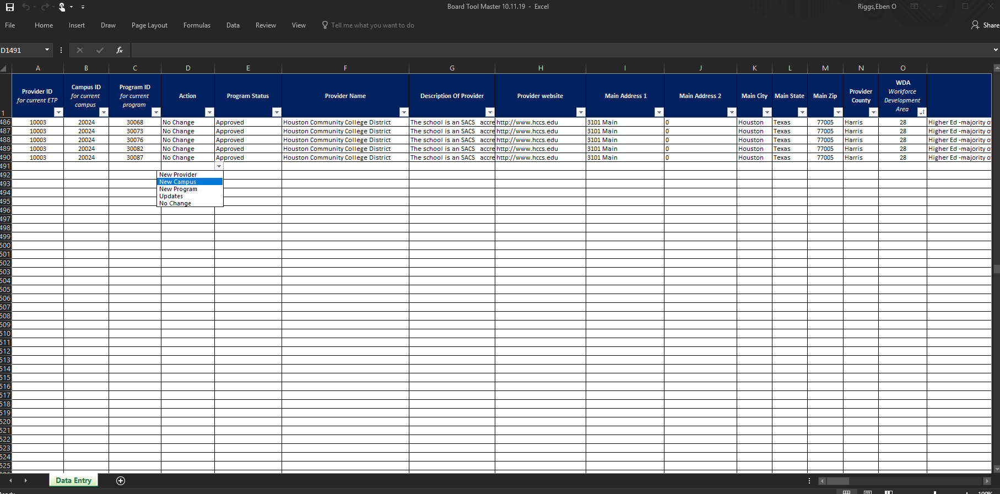 Board Tool Master 10.11.19 - Excel
Riggs,Eben O
File Home Insert Draw Page Layout Formulas Data Review View Tell me what you want to do
Share
D1491
fx
A B C D E F G H I J K L M N O
1
Provider ID
for current ETP
Campus ID
for current
campus
Program ID
for current
program
Action
Program Status
Provider Name
Description Of Provider
Provider website
Main Address 1
Main Address 2
Main City
Main State
Main Zip
Provider
County
WDA
Workforce
Development
Area
486 10003 20024 30068 No Change Approved Houston Community College District The school is an SACS accre http://www.hccs.edu 3101 Main 0 Houston Texas 77005 Harris 28 Higher Ed -majority o
487 10003 20024 30073 No Change Approved Houston Community College District The school is an SACS accre http://www.hccs.edu 3101 Main 0 Houston Texas 77005 Harris 28 Higher Ed -majority o
488 10003 20024 30076 No Change Approved Houston Community College District The school is an SACS accre http://www.hccs.edu 3101 Main 0 Houston Texas 77005 Harris 28 Higher Ed -majority o
489 10003 20024 30082 No Change Approved Houston Community College District The school is an SACS accre http://www.hccs.edu 3101 Main 0 Houston Texas 77005 Harris 28 Higher Ed -majority o
490 10003 20024 30087 No Change Approved Houston Community College District The school is an SACS accre http://www.hccs.edu 3101 Main 0 Houston Texas 77005 Harris 28 Higher Ed -majority o
491
492 New Provider
493 New Campus
494 New Program
Updates
495 No Change
496
497
498
499
500
501
502
503
504
505
506
507
508
509
510
511
512
513
514
515
516
517
518
519
520
521
522
523
524
525
Data Entry
100%